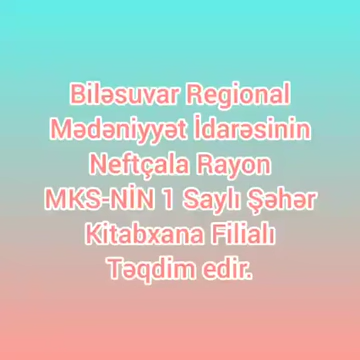 Biləsuvar Regional
Mədəniyyət İdarəsinin
Neftçala Rayon
MKS-NİN 1 Saylı Şəhər
Kitabxana Filialı
Təqdim edir.